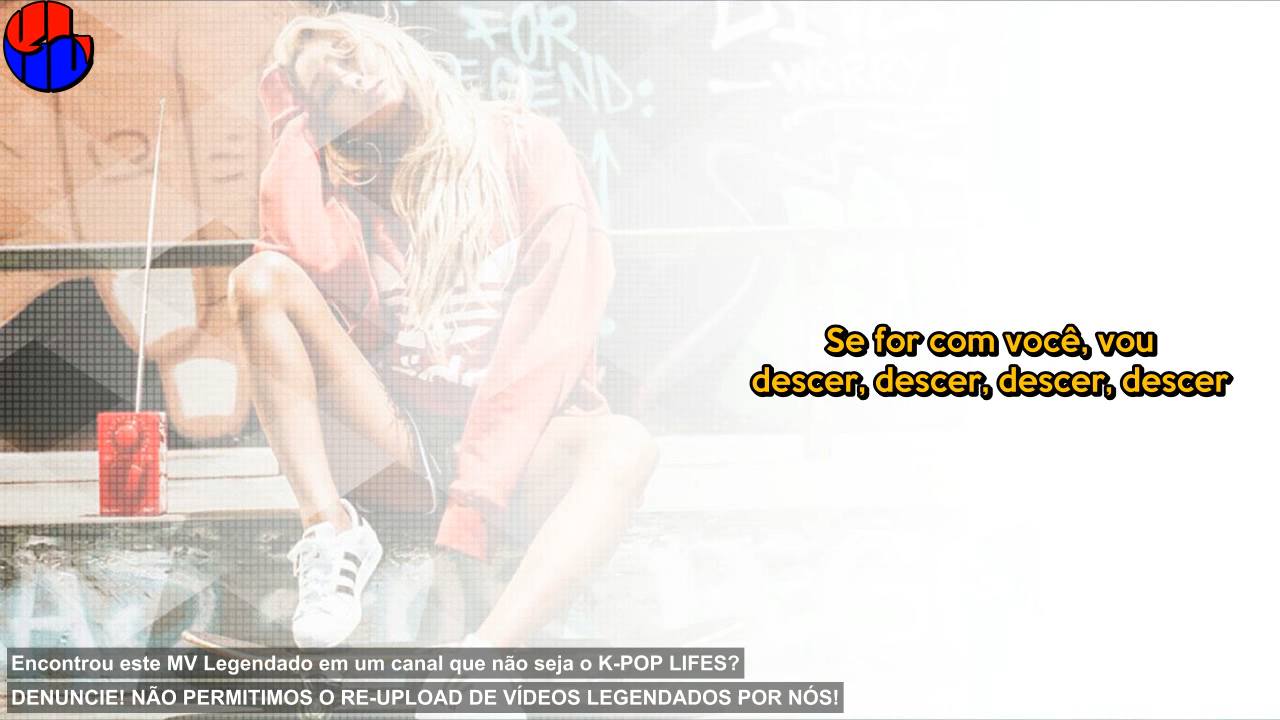 FOR
WORRY
Se for com você, vou
descer, descer, descer, descer
Encontrou este MV Legendado em um canal que não seja o K-POP LIFES?
DENUNCIE! NÃO PERMITIMOS O RE-UPLOAD DE VÍDEOS LEGENDADOS POR NÓS!